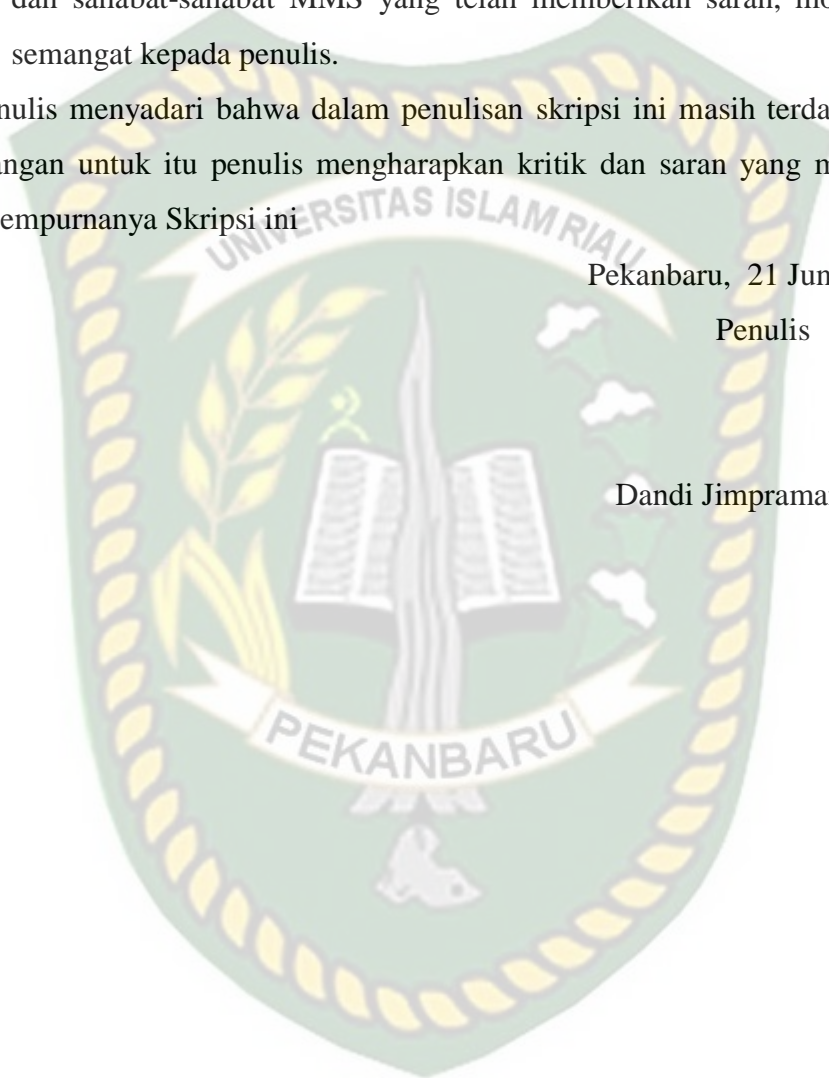 dan sahabat-sahabat MMS yang telah memberikan saran,
semangat kepada penulis.
nulis menyadari bahwa dalam penulisan skripsi ini masih terda
angan untuk itu penulis mengharapkan kritik dan saran yang m
empurnanya Skripsi ini
UNIVERSITAS ISLAM RIAU
Pekanbaru, 21 Jun
Penulis
Dandi Jimprama
PEKANBARU